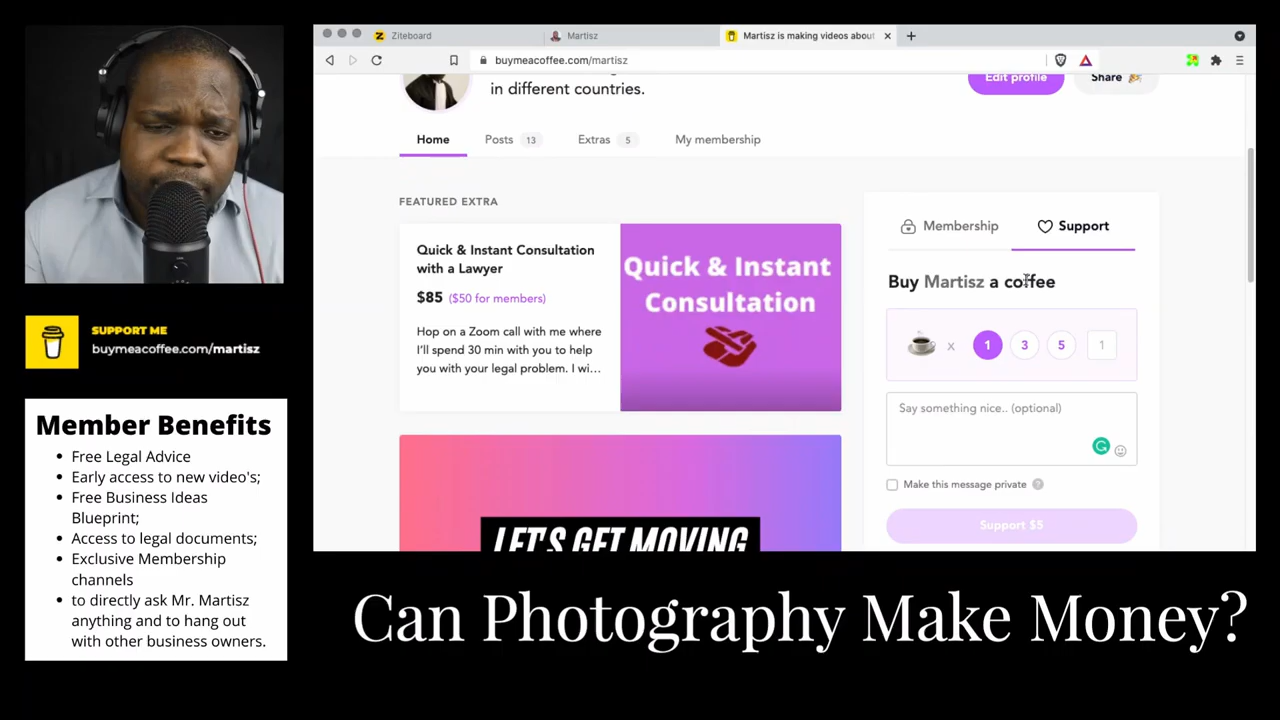 Ziteboard
Martisz
Martisz is making videos about
buymeacoffee.com/martisz
in different countries.
Edit profile
Share
Home
Posts 13
Extras 5
My membership
FEATURED EXTRA
Quick & Instant Consultation
with a Lawyer
$85 ($50 for members)
Hop on a Zoom call with me where
I'll spend 30 min with you to help
you with your legal problem. I wi...
Quick & Instant
Consultation
LET'S GET MOVING
Membership
Support
Buy Martisz a coffee
x 1 3 5 1
Say something nice.. (optional)
Make this message private ?
Support $5
SUPPORT ME
buymeacoffee.com/martisz
Member Benefits
• Free Legal Advice
• Early access to new video's;
• Free Business Ideas
Blueprint;
• Access to legal documents;
• Exclusive Membership
channels
• to directly ask Mr. Martisz
anything and to hang out
with other business owners.
Can Photography Make Money?